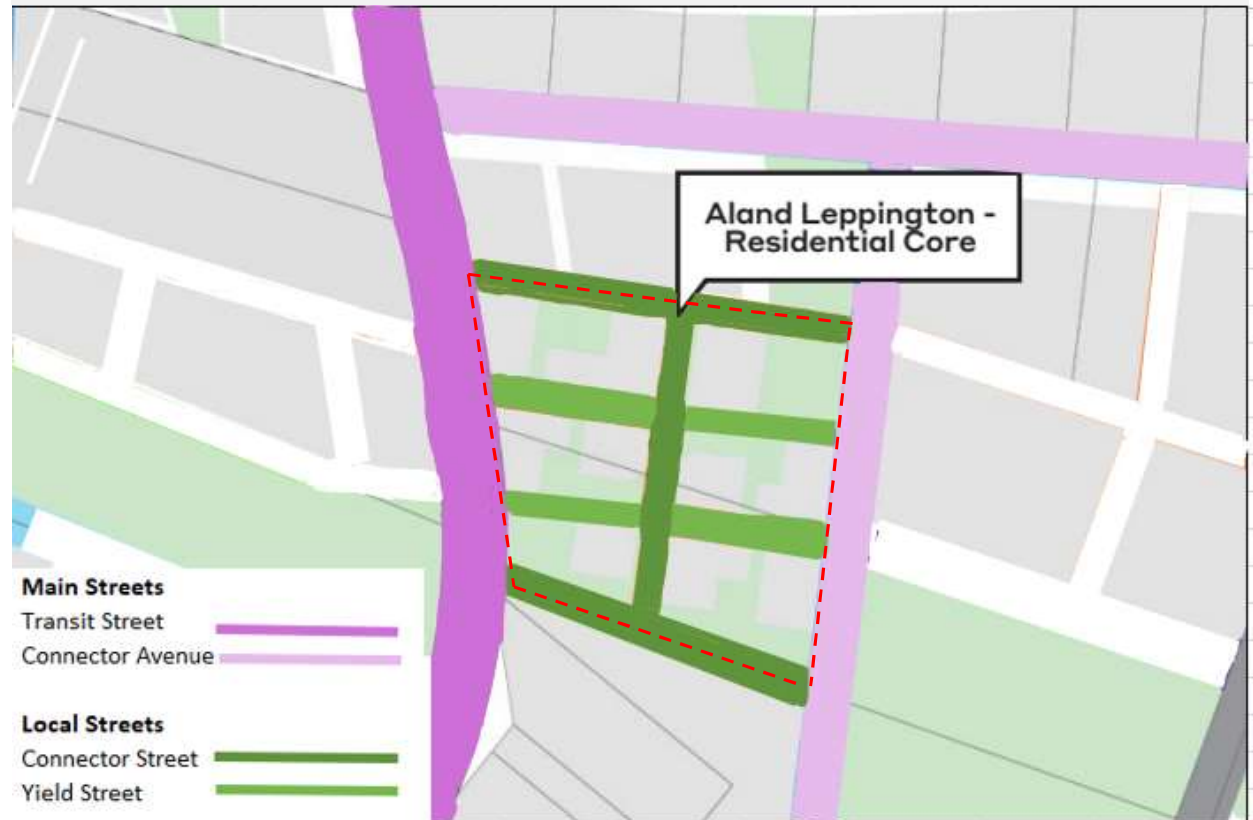 Aland Leppington -
Residential Core
Main Streets
Transit Street
Connector Avenue
Local Streets
Connector Street
Yield Street